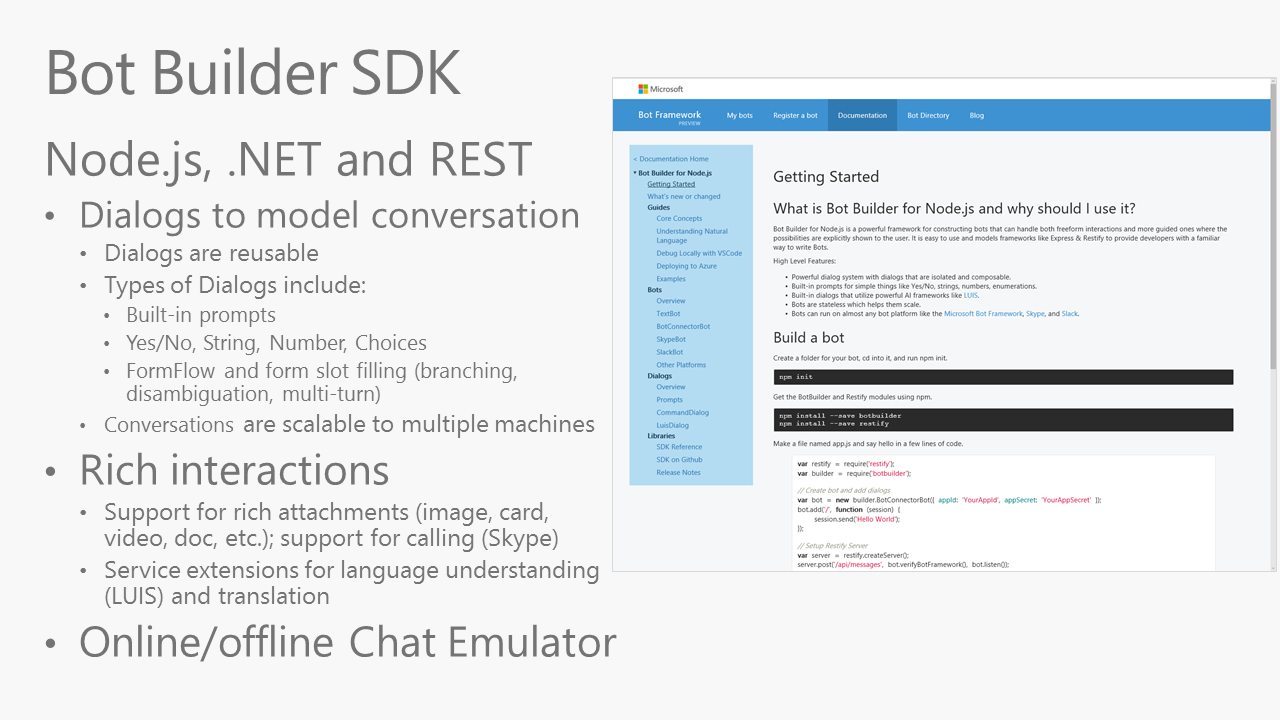 Bot Builder SDK
Node.js, .NET and REST
• Dialogs to model conversation
• Dialogs are reusable
• Types of Dialogs include:
• Built-in prompts
• Yes/No, String, Number, Choices
• FormFlow and form slot filling (branching,
disambiguation, multi-turn)
• Conversations are scalable to multiple machines
• Rich interactions
• Support for rich attachments (image, card,
video, doc, etc.); support for calling (Skype)
• Service extensions for language understanding
(LUIS) and translation
• Online/offline Chat Emulator
Microsoft
Bot Framework
PREVIEW
My bots
Register a bot
Documentation
Bot Directory
Blog
< Documentation Home
Bot Builder for Node.js
Getting Started
What's new or changed
Guides
Core Concepts
Understanding Natural
Language
Debug Locally with VSCode
Deploying to Azure
Examples
Bots
Overview
TextBot
BotConnectorBot
SkypeBot
SlackBot
Other Platforms
Dialogs
Overview
Prompts
CommandDialog
LuisDialog
Libraries
SDK Reference
SDK on Github
Release Notes
Getting Started
What is Bot Builder for Node.js and why should I use it?
Bot Builder for Node.js is a powerful framework for constructing bots that can handle both freeform interactions and more guided ones where the
possibilities are explicitly shown to the user. It is easy to use and models frameworks like Express & Restify to provide developers with a familiar
way to write Bots.
High Level Features:
• Powerful dialog system with dialogs that are isolated and composable.
• Built-in prompts for simple things like Yes/No, strings, numbers, enumerations.
• Built-in dialogs that utilize powerful AI frameworks like LUIS.
• Bots are stateless which helps them scale.
• Bots can run on almost any bot platform like the Microsoft Bot Framework, Skype, and Slack.
Build a bot
Create a folder for your bot, cd into it, and run npm init.
npm init
Get the BotBuilder and Restify modules using npm.
npm install --save botbuilder
npm install --save restify
Make a file named app.js and say hello in a few lines of code.
var restify = require('restify');
var builder = require('botbuilder');
// Create bot and add dialogs
var bot = new builder.BotConnectorBot({ appId: 'YourAppId', appSecret: 'YourAppSecret' });
bot.add('/', function (session) {
session.send('Hello World');
});
// Setup Restify Server
var server = restify.createServer();
server.post('/api/messages', bot.verifyBotFramework(), bot.listen());